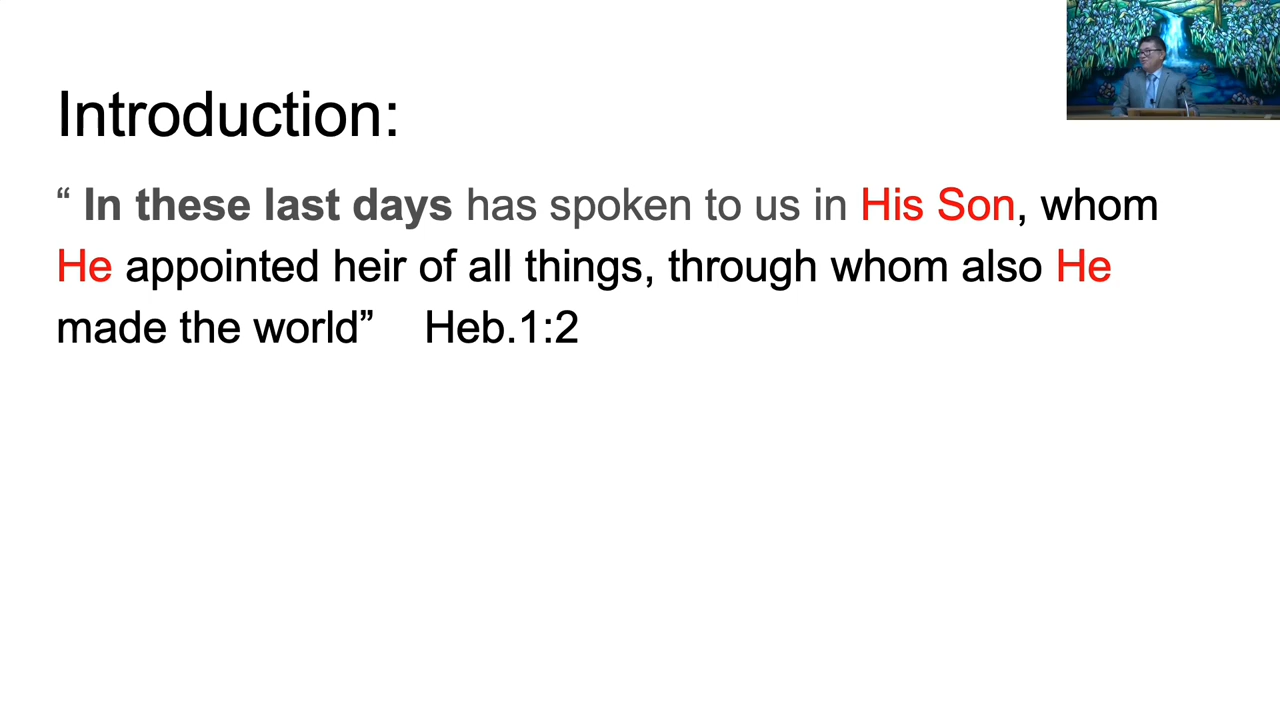 Introduction:
“ In these last days has spoken to us in His Son, whom
He appointed heir of all things, through whom also He
made the world” Heb.1:2